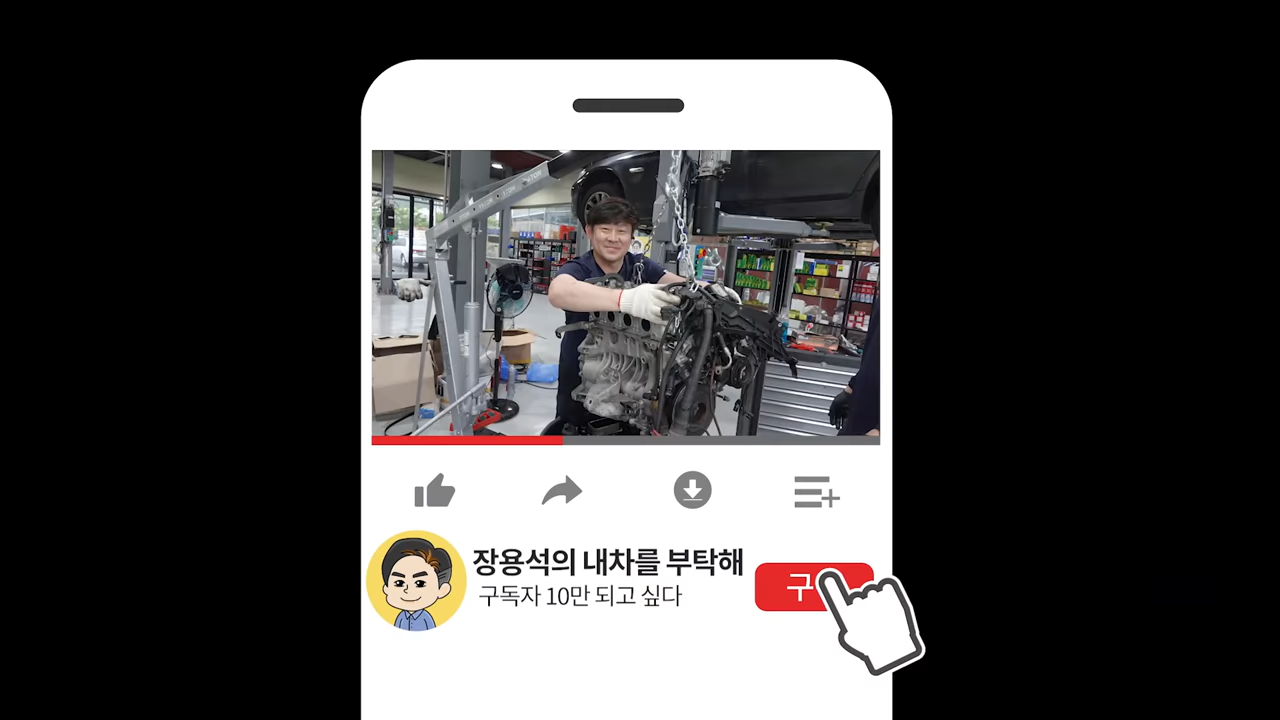 장용석의 내차를 부탁해
구독자 10만 되고 싶다
구